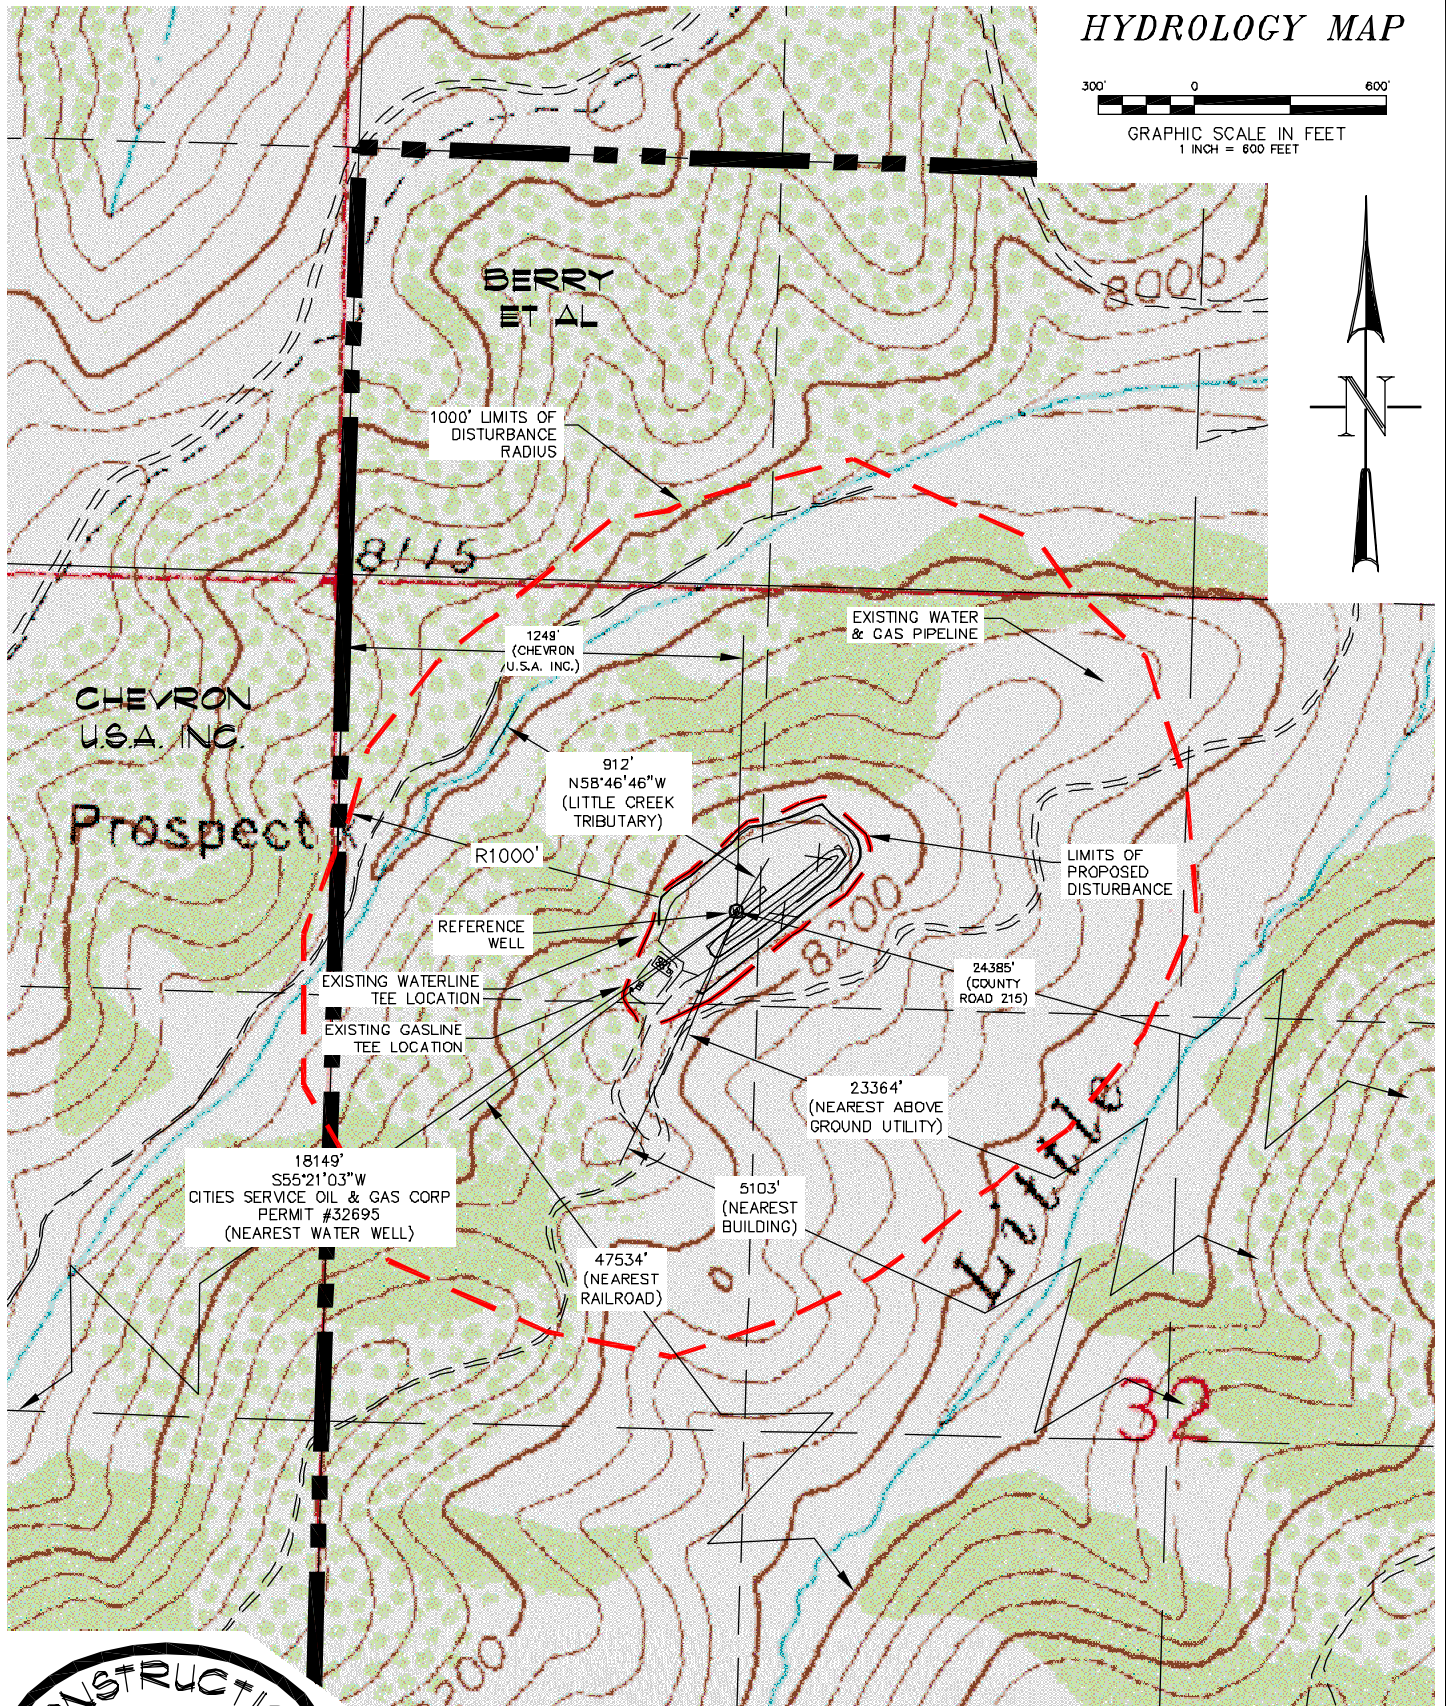 HYDROLOGY MAP
300' 0 600'
GRAPHIC SCALE IN FEET
1 INCH = 600 FEET
N
BERRY
ET AL
8000
1000' LIMITS OF
DISTURBANCE
RADIUS
8115
EXISTING WATER
& GAS PIPELINE
1249'
(CHEVRON
U.S.A. INC.)
CHEVRON
U.S.A. INC.
912'
N58°46'46"W
(LITTLE CREEK
TRIBUTARY)
Prospect
R1000'
LIMITS OF
PROPOSED
DISTURBANCE
8200
REFERENCE
WELL
24385'
(COUNTY
ROAD 215)
EXISTING WATERLINE
TEE LOCATION
EXISTING GASLINE
TEE LOCATION
23364'
(NEAREST ABOVE
GROUND UTILITY)
Little
18149'
S55°21'03"W
CITIES SERVICE OIL & GAS CORP
PERMIT #32695
(NEAREST WATER WELL)
5103'
(NEAREST
BUILDING)
47534'
(NEAREST
RAILROAD)
32
8200